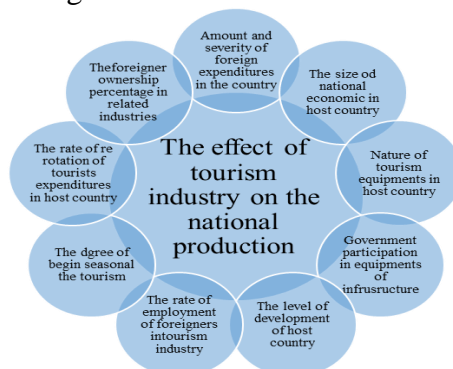 Amount and
severity of
foreign
expenditures
in the country
The size od
national
economic in
host country
Nature of
tourism
equipments in
host country
Government
participation
in equipments
of
infrusructure
The level of
development
of host
country
The rate of
employment
of foreigners
intourism
industry
The dgree of
begin seasonal
the tourism
The rate of re
rotation of
tourists
expenditures
in host country
Theforeigner
ownership
percentage in
related
industries
The effect of
tourism
industry on the
national
production